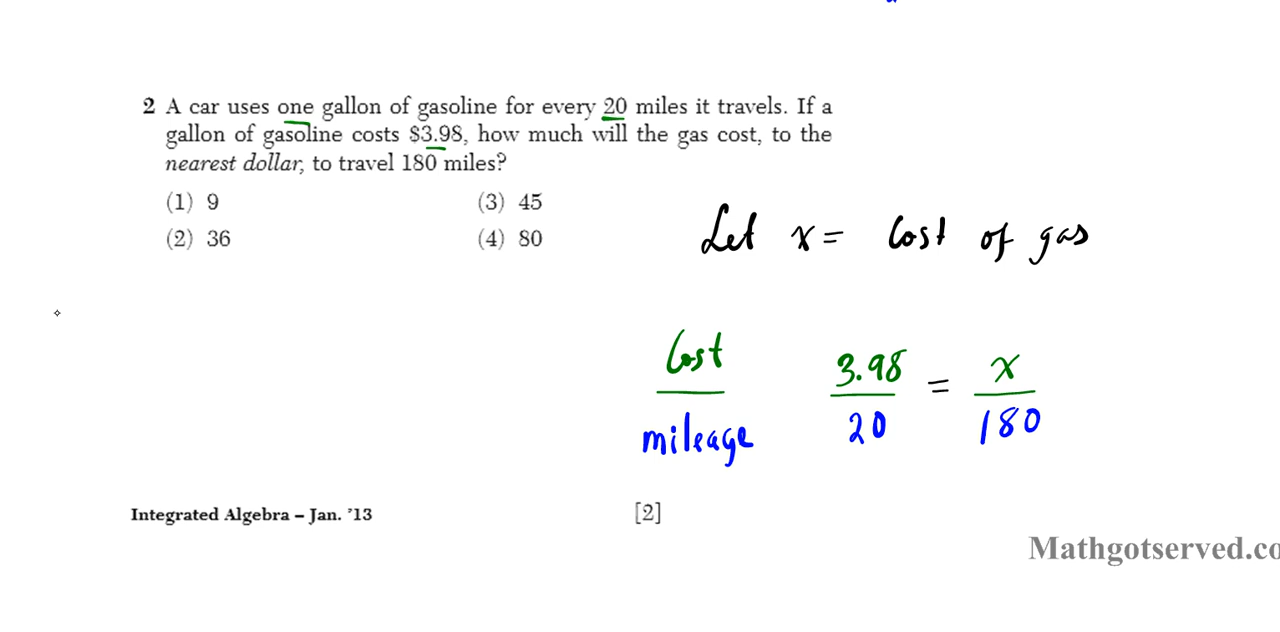 2 A car uses one gallon of gasoline for every 20 miles it travels. If a
gallon of gasoline costs $3.98, how much will the gas cost, to the
nearest dollar, to travel 180 miles?
(1) 9 (3) 45
(2) 36 (4) 80
Let x = Cost of gas
Cost 3.98 = x
mileage 20 180
Integrated Algebra – Jan. ’13 [2]
Mathgotserved.co